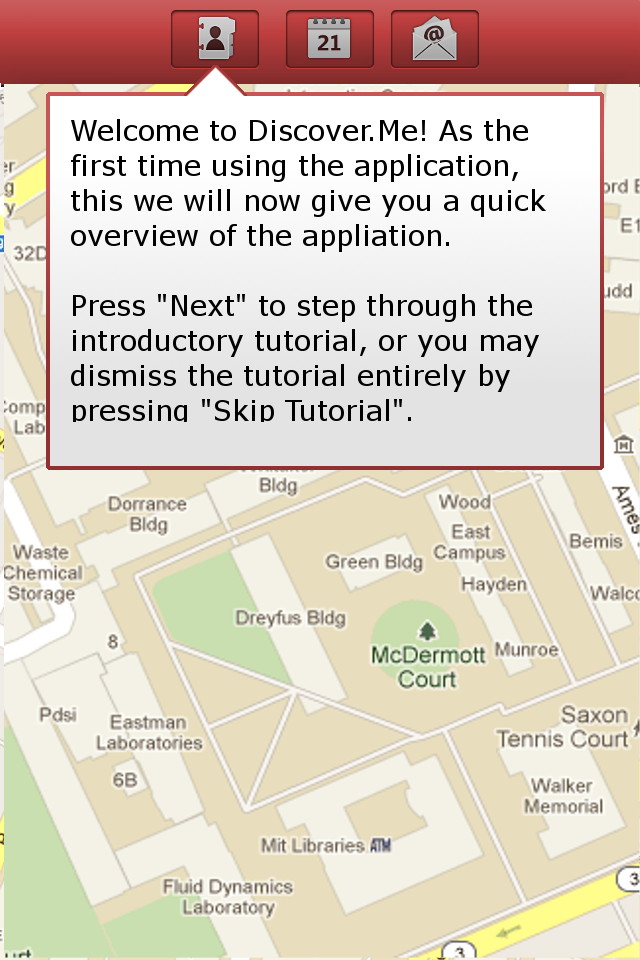 21
@
Welcome to Discover.Me! As the
first time using the application,
this we will now give you a quick
overview of the appliation.
Press "Next" to step through the
introductory tutorial, or you may
dismiss the tutorial entirely by
pressing "Skip Tutorial".
32D
E1
Bldg
Dorrance
Bldg
Wood
East
Campus
Bemis
Waste
Chemical
Storage
Green Bldg
Hayden
Dreyfus Bldg
8
McDermott
Court
Munroe
Pdsi
Eastman
Laboratories
Saxon
Tennis Court
6B
Walker
Memorial
Mit Libraries ATM
Fluid Dynamics
Laboratory
3
3